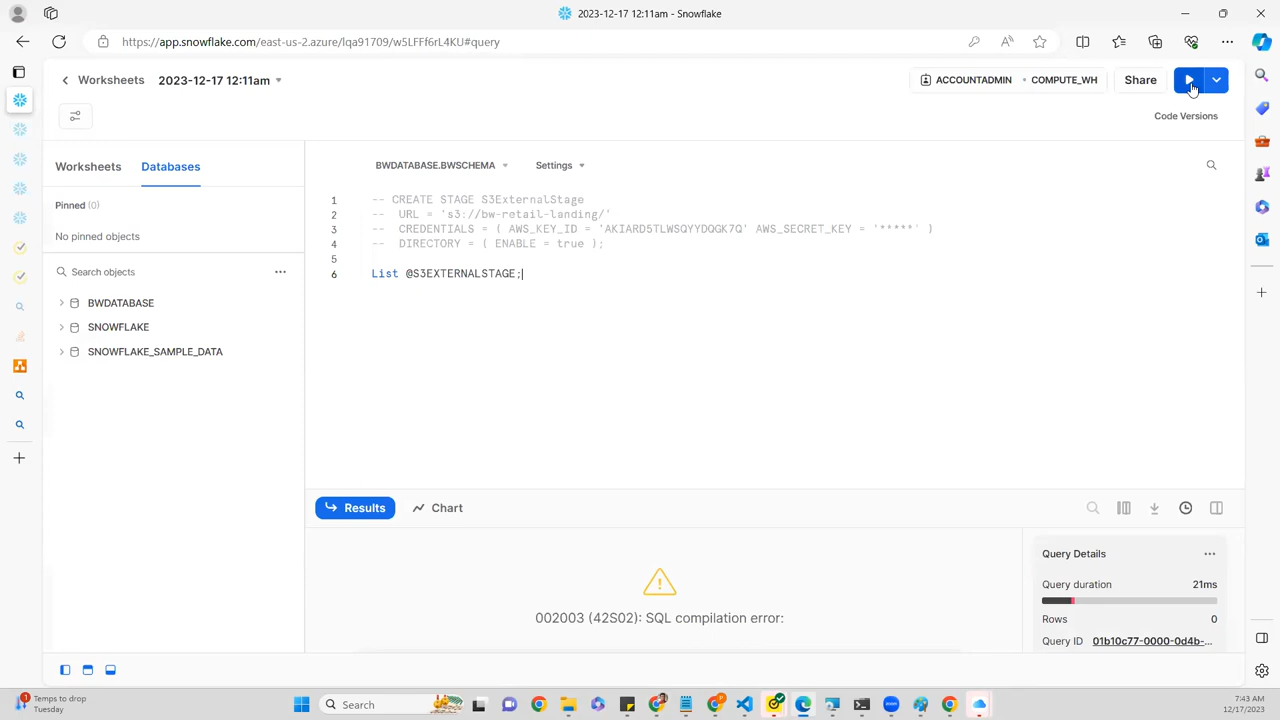 2023-12-17 12:11am - Snowflake
https://app.snowflake.com/east-us-2.azure/lqa91709/w5LFFf6rL4KU#query
Worksheets 2023-12-17 12:11am
ACCOUNTADMIN · COMPUTE_WH Share
Code Versions
Worksheets Databases
BWDATABASE.BWSCHEMA Settings
Pinned (0)
No pinned objects
Search objects
BWDATABASE
SNOWFLAKE
SNOWFLAKE_SAMPLE_DATA
1 -- CREATE STAGE S3ExternalStage
2 -- URL = 's3://bw-retail-landing/'
3 -- CREDENTIALS = ( AWS_KEY_ID = 'AKIARD5TLWSQYYDQGK7Q' AWS_SECRET_KEY = '*****' )
4 -- DIRECTORY = ( ENABLE = true );
5
6 List @S3EXTERNALSTAGE;
Results Chart
002003 (42S02): SQL compilation error:
Query Details
Query duration 21ms
Rows 0
Query ID 01b10c77-0000-0d4b-...
1 Temps to drop
Tuesday
Search
7:43 AM
12/17/2023